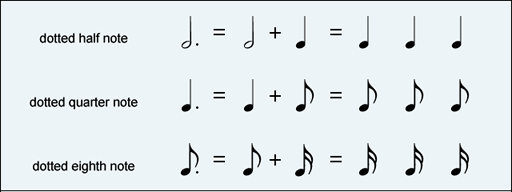 dotted half note = + =
dotted quarter note = + =
dotted eighth note = + =